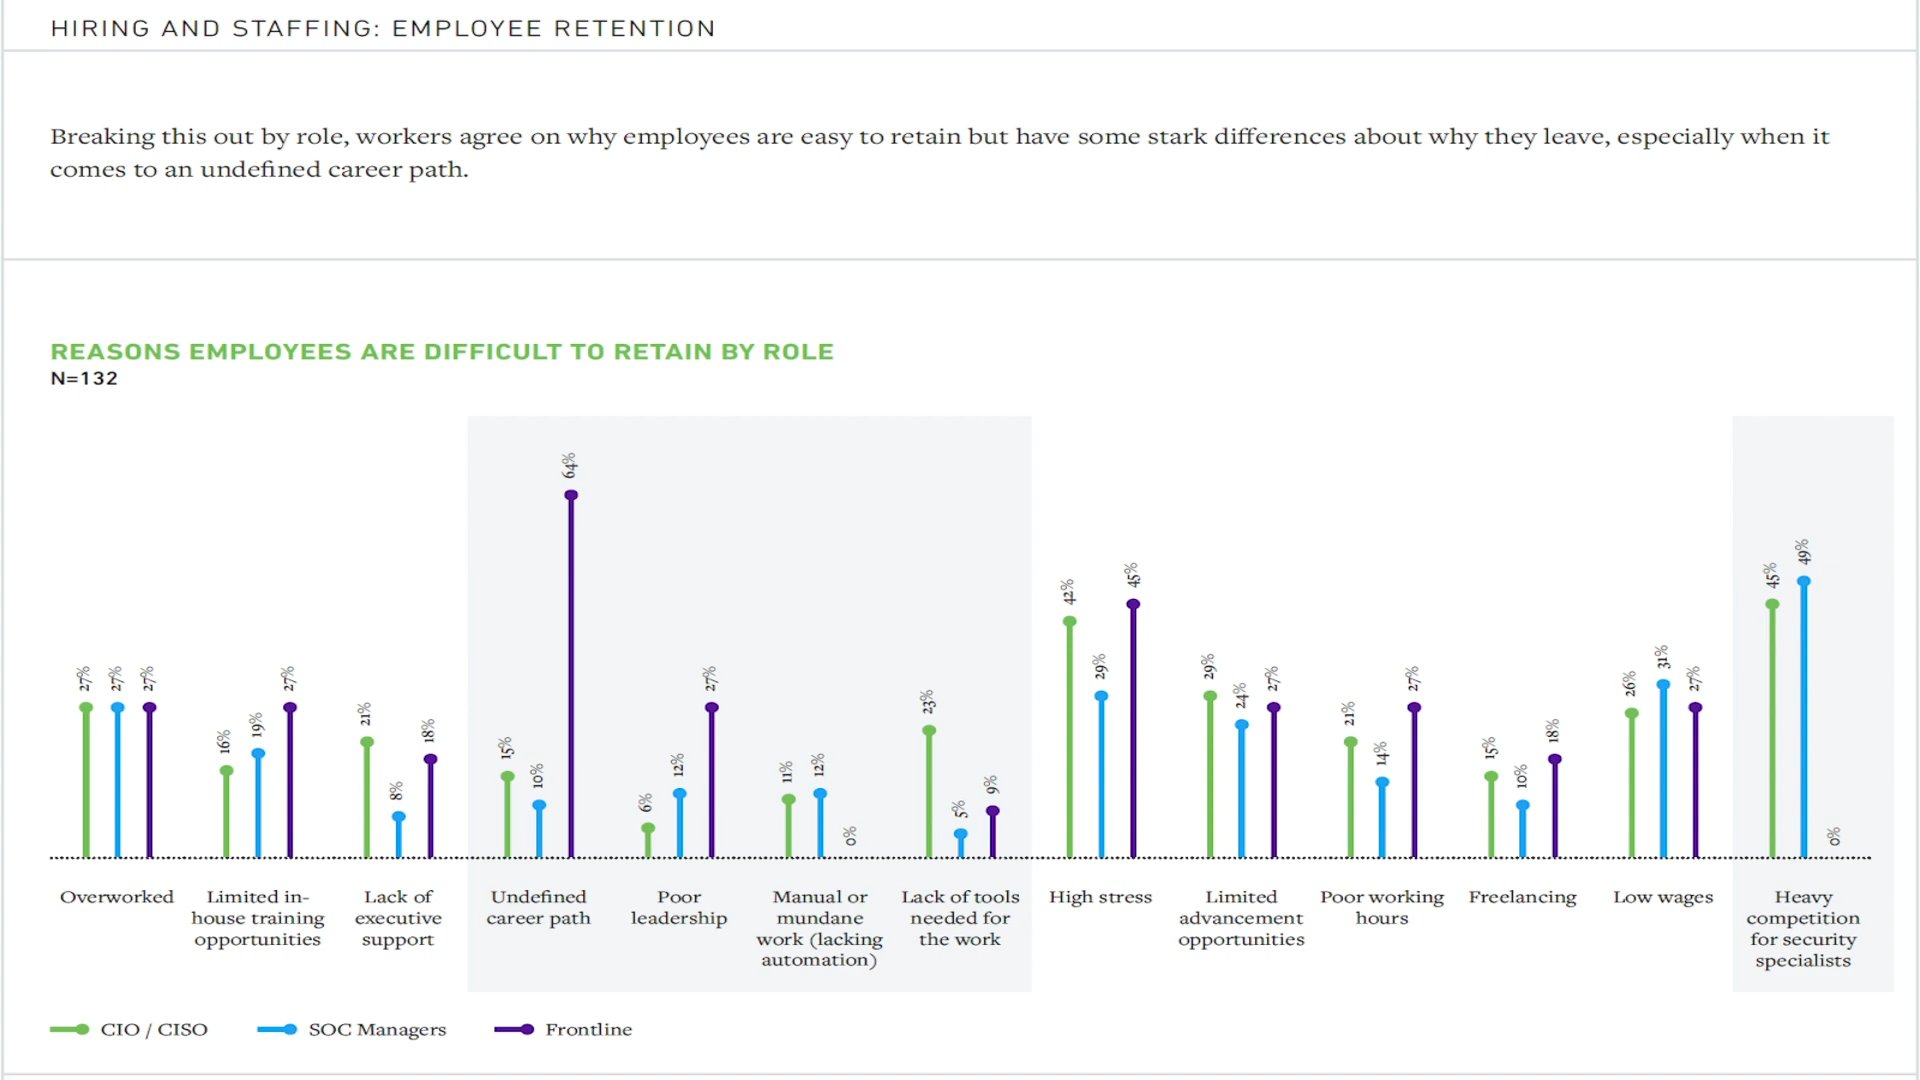 HIRING AND STAFFING: EMPLOYEE RETENTION
Breaking this out by role, workers agree on why employees are easy to retain but have some stark differences about why they leave, especially when it
comes to an undefined career path.
REASONS EMPLOYEES ARE DIFFICULT TO RETAIN BY ROLE
N=132
27% 27% 27%
16% 19% 27%
21% 8% 18%
15% 10% 64%
6% 12% 27%
11% 12% 0%
23% 5% 9%
42% 29% 45%
29% 24% 27%
21% 14% 27%
15% 10% 18%
26% 31% 27%
45% 49% 0%
Overworked
Limited in-
house training
opportunities
Lack of
executive
support
Undefined
career path
Poor
leadership
Manual or
mundane
work (lacking
automation)
Lack of tools
needed for
the work
High stress
Limited
advancement
opportunities
Poor working
hours
Freelancing
Low wages
Heavy
competition
for security
specialists
CIO / CISO
SOC Managers
Frontline